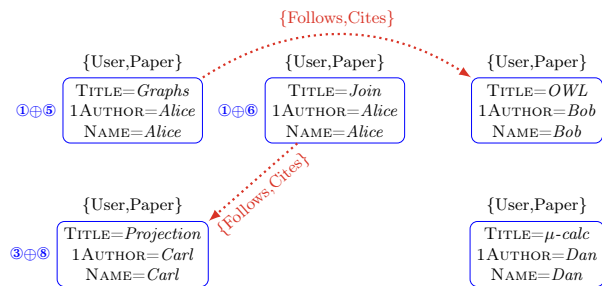 {Follows,Cites}
{User,Paper}
{User,Paper}
{User,Paper}
①⊕⑤
TITLE=Graphs
1AUTHOR=Alice
NAME=Alice
①⊕⑥
TITLE=Join
1AUTHOR=Alice
NAME=Alice
TITLE=OWL
1AUTHOR=Bob
NAME=Bob
{Follows,Cites}
{User,Paper}
{User,Paper}
③⊕⑧
TITLE=Projection
1AUTHOR=Carl
NAME=Carl
TITLE=μ-calc
1AUTHOR=Dan
NAME=Dan